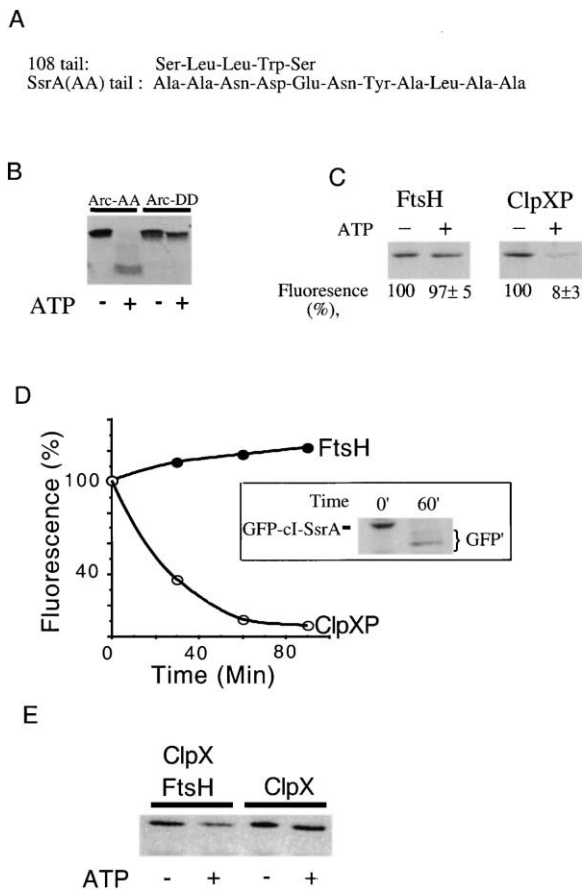 A
108 tail: Ser-Leu-Leu-Trp-Ser
SsrA(AA) tail : Ala-Ala-Asn-Asp-Glu-Asn-Tyr-Ala-Leu-Ala-Ala
B
Arc-AA Arc-DD
ATP - + - +
C
FtsH ClpXP
ATP − + − +
Fluoresence (%), 100 97± 5 100 8±3
D
Fluorescence (%)
100
40
0 40 80
Time (Min)
FtsH
ClpXP
Time 0' 60'
GFP-cI-SsrA
GFP'
E
ClpX
FtsH ClpX
ATP - + - +